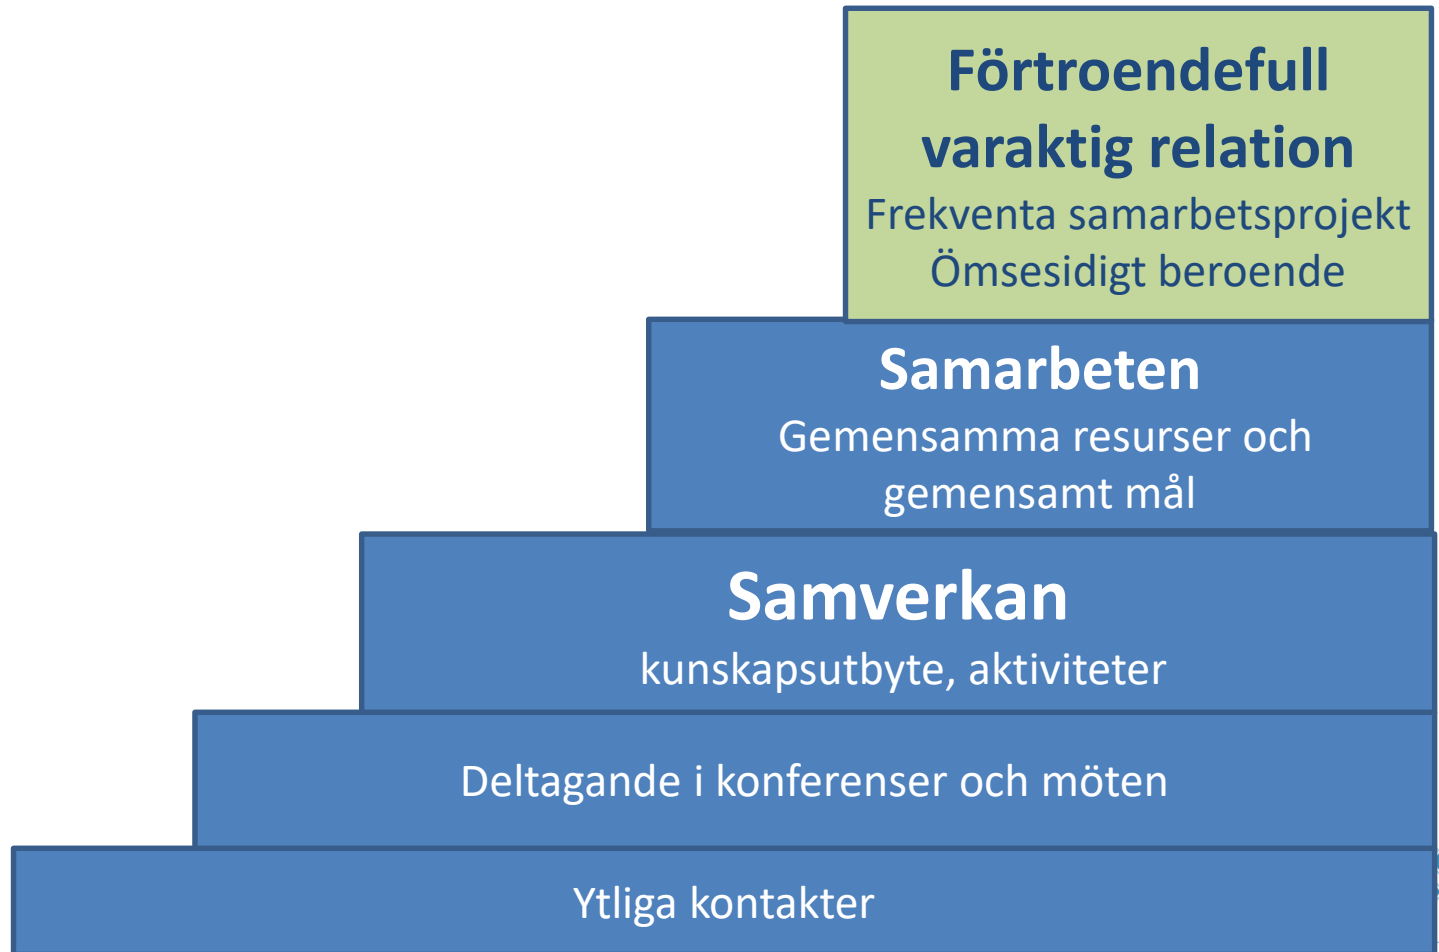 Förtroendefull
varaktig relation
Frekventa samarbetsprojekt
Ömsesidigt beroende
Samarbeten
Gemensamma resurser och
gemensamt mål
Samverkan
kunskapsutbyte, aktiviteter
Deltagande i konferenser och möten
Ytliga kontakter